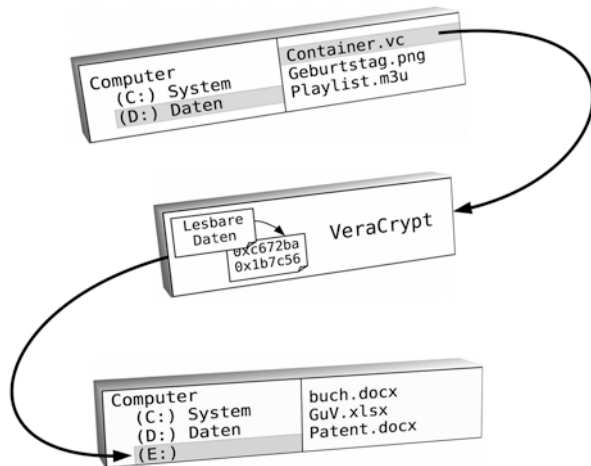 Computer
(C:) System
(D:) Daten
Container.vc
Geburtstag.png
Playlist.m3u
Lesbare
Daten
0xc672ba
0x1b7c56
VeraCrypt
Computer
(C:) System
(D:) Daten
(E:)
buch.docx
GuV.xlsx
Patent.docx